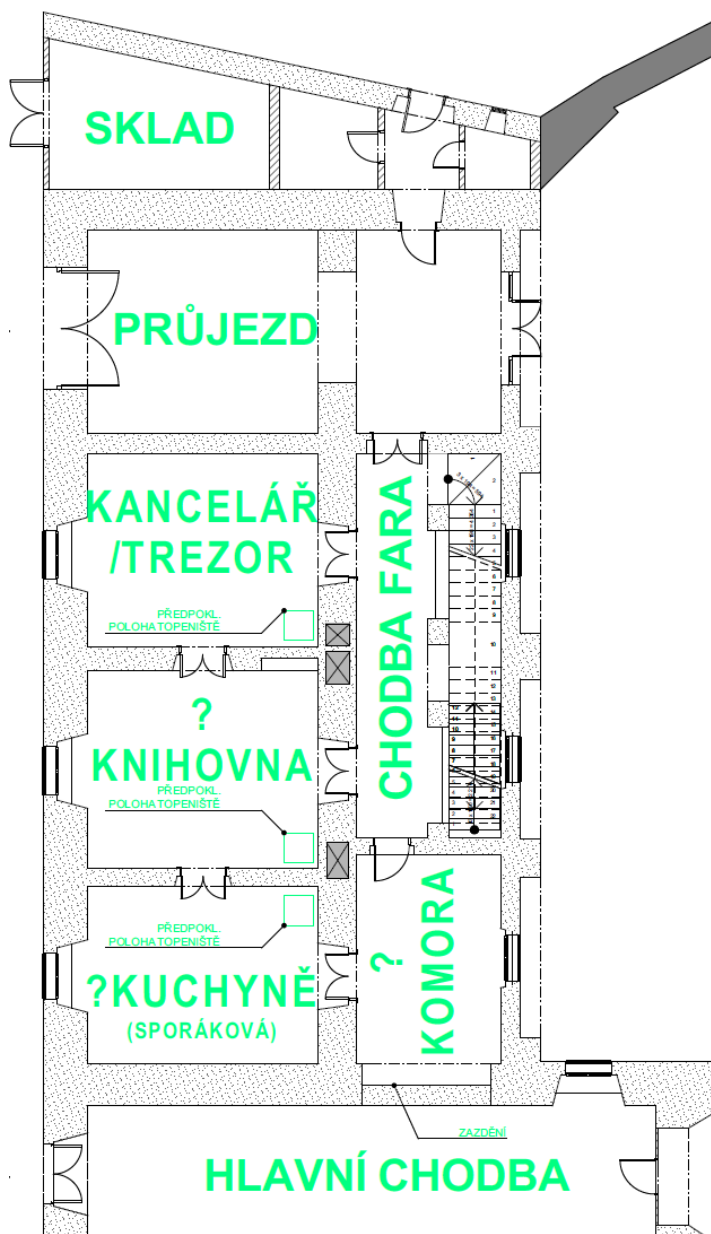 SKLAD
PRŮJEZD
KANCELÁŘ
/TREZOR
PŘEDPOKL.
POLOHA TOPENIŠTĚ
CHODBA FARA
?
KNIHOVNA
PŘEDPOKL.
POLOHA TOPENIŠTĚ
PŘEDPOKL.
POLOHA TOPENIŠTĚ
?KUCHYNĚ
(SPORÁKOVÁ)
?
KOMORA
ZAZDĚNÍ
HLAVNÍ CHODBA